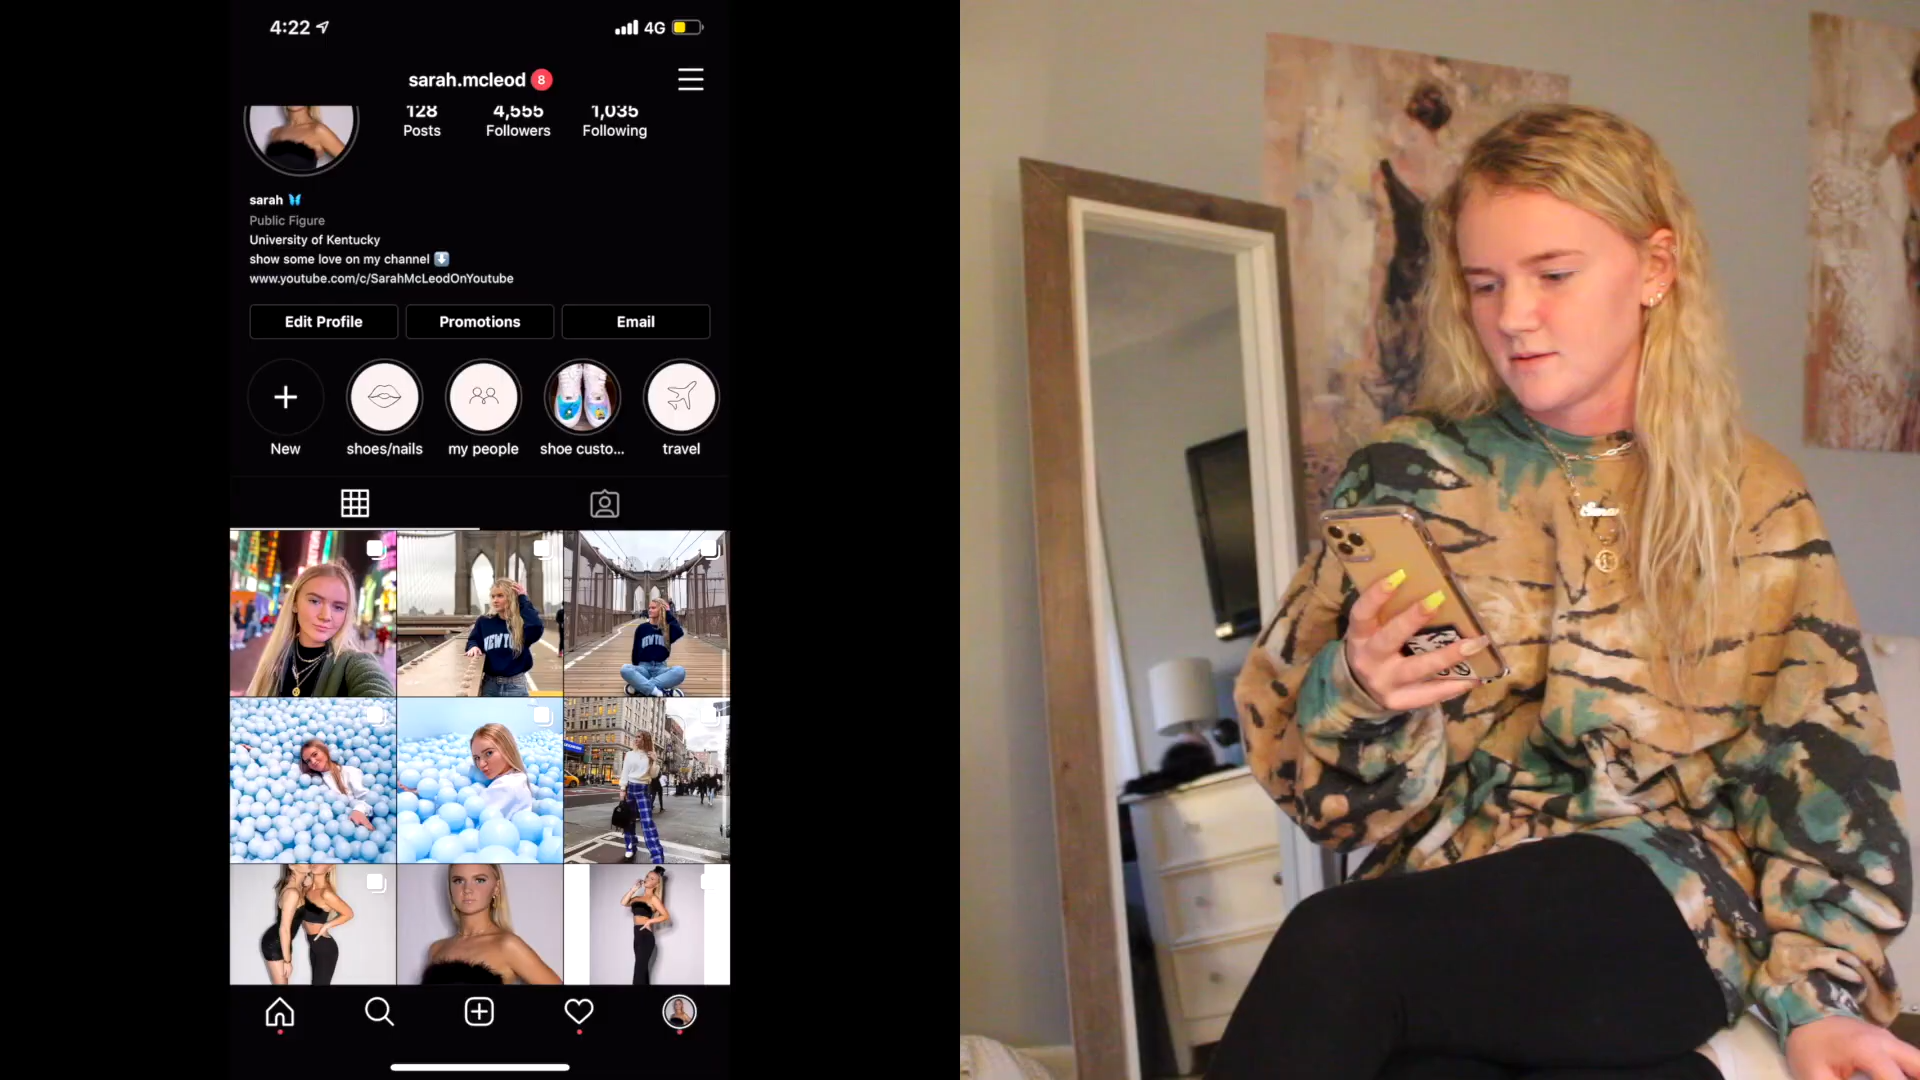 4:22 4G
sarah.mcleod 8
128 4,555 1,035
Posts Followers Following
sarah
Public Figure
University of Kentucky
show some love on my channel
www.youtube.com/c/SarahMcLeodOnYoutube
Edit Profile Promotions Email
New shoes/nails my people shoe custo... travel
NEW YO